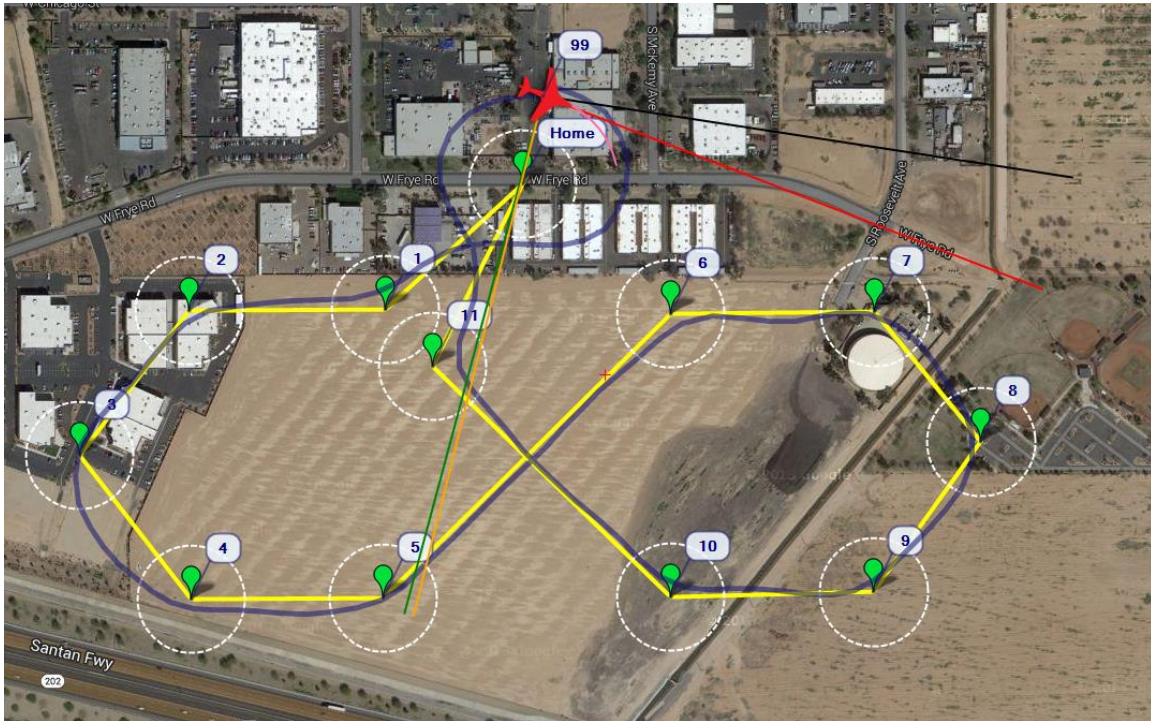 W Chicago St
99
S McKemy Ave
Home
W Frye Rd
W Frye Rd
W Frye Rd
S Roosevelt Ave
W Frye Rd
2
1
6
7
11
3
8
4
5
10
9
Santan Fwy
202